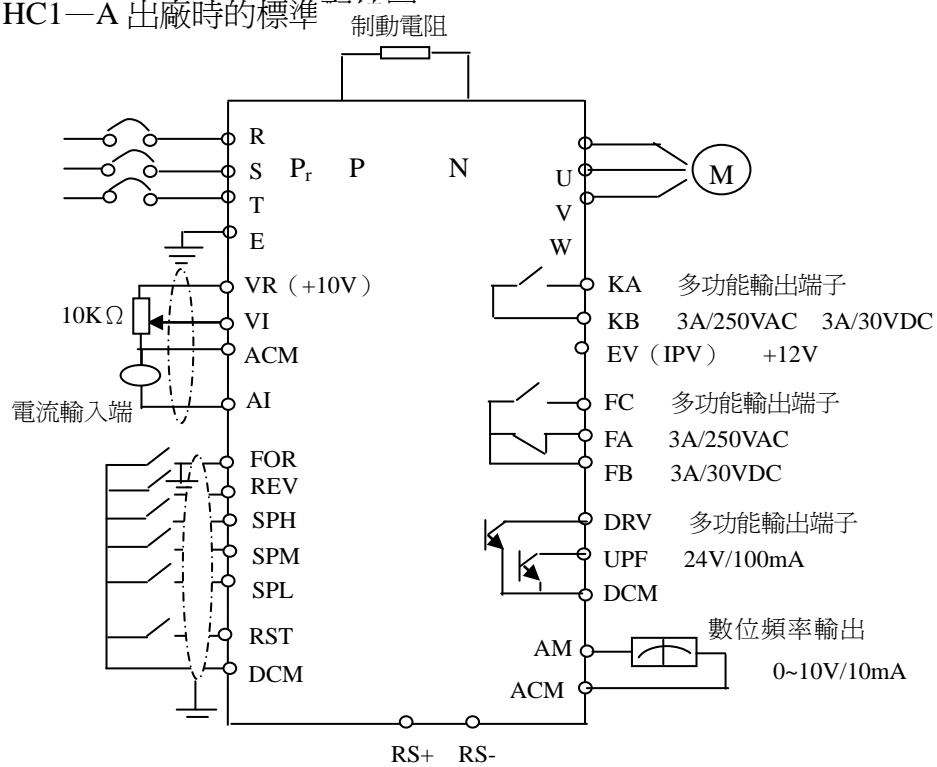 HC1—A 出廠時的標準
制動電阻
R
S
T
E
Pr P N
U
V
W
M
VR（+10V）
10KΩ
VI
ACM
AI
電流輸入端
FOR
REV
SPH
SPM
SPL
RST
DCM
KA 多功能輸出端子
KB 3A/250VAC 3A/30VDC
EV（IPV） +12V
FC 多功能輸出端子
FA 3A/250VAC
FB 3A/30VDC
DRV 多功能輸出端子
UPF 24V/100mA
DCM
數位頻率輸出
AM
0~10V/10mA
ACM
RS+ RS-